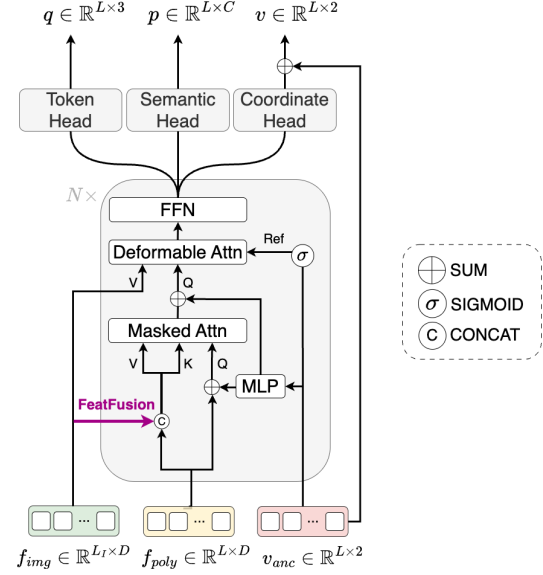 q ∈ ℝ^{L×3} p ∈ ℝ^{L×C} v ∈ ℝ^{L×2}
Token Head
Semantic Head
Coordinate Head
N×
FFN
Deformable Attn
Ref
σ
V
Q
Masked Attn
V
K
Q
MLP
FeatFusion
C
SUM
σ SIGMOID
C CONCAT
...
...
...
f_{img} ∈ ℝ^{L_I×D} f_{poly} ∈ ℝ^{L×D} v_{anc} ∈ ℝ^{L×2}